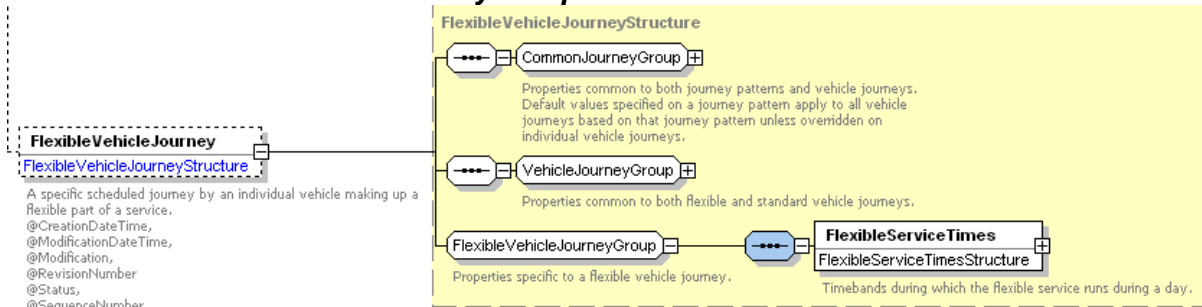 FlexibleVehicleJourneyStructure
CommonJourneyGroup
Properties common to both journey patterns and vehicle journeys.
Default values specified on a journey pattern apply to all vehicle
journeys based on that journey pattern unless overridden on
individual vehicle journeys.
FlexibleVehicleJourney
FlexibleVehicleJourneyStructure
A specific scheduled journey by an individual vehicle making up a
flexible part of a service.
@CreationDateTime,
@ModificationDateTime,
@Modification,
@RevisionNumber
@Status,
@SequenceNumber
VehicleJourneyGroup
Properties common to both flexible and standard vehicle journeys.
FlexibleVehicleJourneyGroup
Properties specific to a flexible vehicle journey.
FlexibleServiceTimes
FlexibleServiceTimesStructure
Timebands during which the flexible service runs during a day.